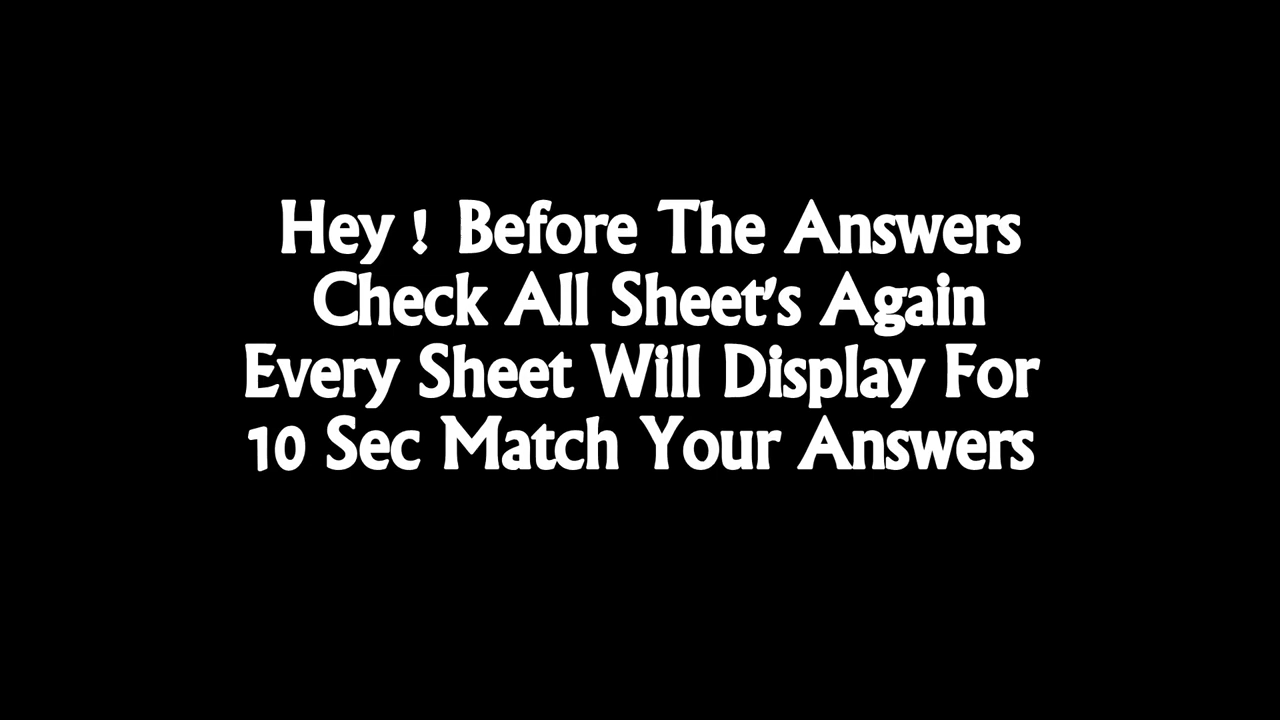 Hey ! Before The Answers
Check All Sheet's Again
Every Sheet Will Display For
10 Sec Match Your Answers